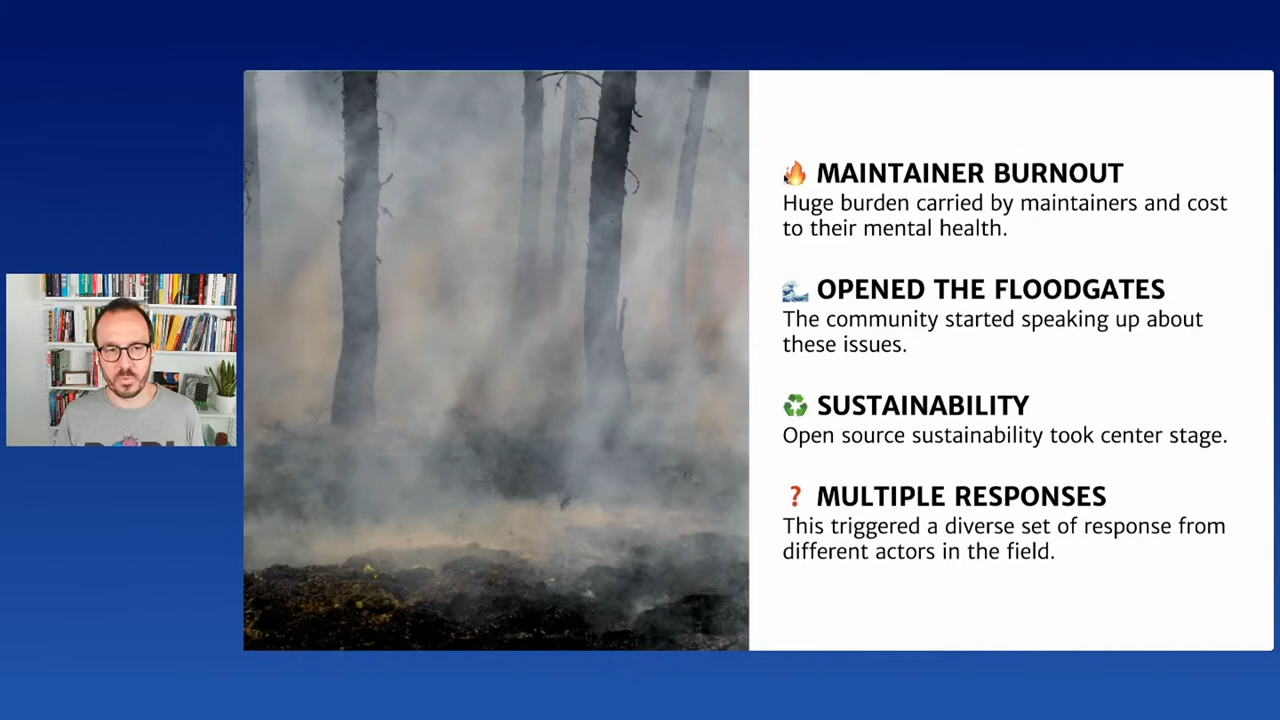 🔥 MAINTAINER BURNOUT
Huge burden carried by maintainers and cost
to their mental health.
🌊 OPENED THE FLOODGATES
The community started speaking up about
these issues.
♻️ SUSTAINABILITY
Open source sustainability took center stage.
❓ MULTIPLE RESPONSES
This triggered a diverse set of response from
different actors in the field.